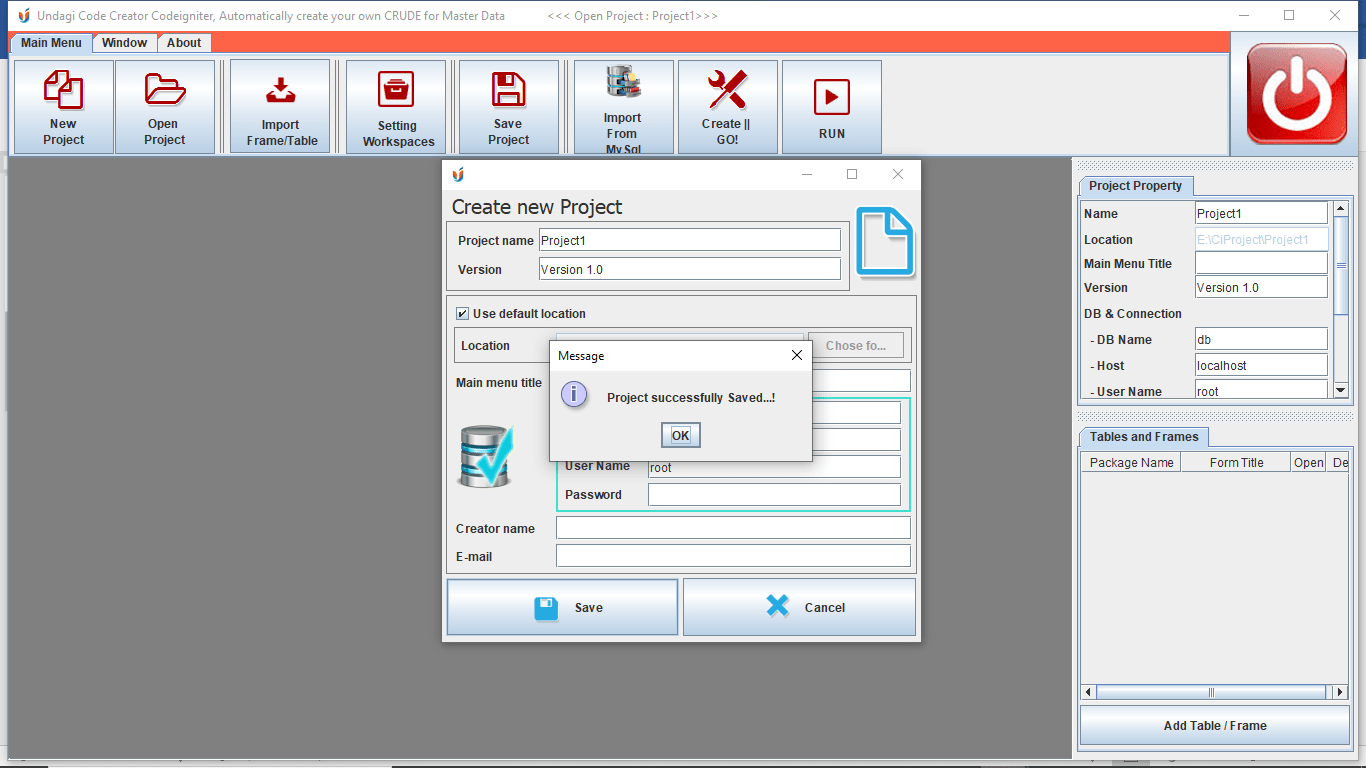 Undagi Code Creator Codeigniter, Automatically create your own CRUDE for Master Data <<< Open Project : Project1>>>
Main Menu Window About
New Project
Open Project
Import Frame/Table
Setting Workspaces
Save Project
Import From My Sql
Create || GO!
RUN
Create new Project
Project name Project1
Version Version 1.0
Use default location
Location Chose fo...
Main menu title
Message
Project successfully Saved...!
OK
User Name root
Password
Creator name
E-mail
Save Cancel
Project Property
Name Project1
Location E:\CiProject\Project1
Main Menu Title
Version Version 1.0
DB & Connection
- DB Name db
- Host localhost
- User Name root
Tables and Frames
Package Name Form Title Open De
Add Table / Frame